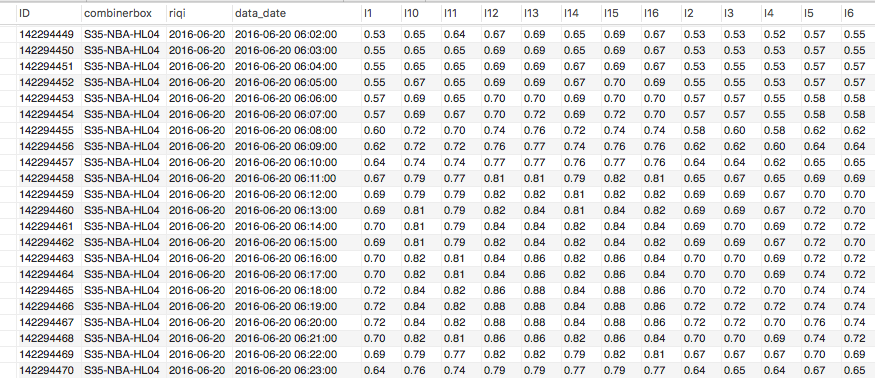 ID combinerbox riqi data_date I1 I10 I11 I12 I13 I14 I15 I16 I2 I3 I4 I5 I6
142294449 S35-NBA-HL04 2016-06-20 2016-06-20 06:02:00 0.53 0.65 0.64 0.67 0.69 0.65 0.69 0.67 0.53 0.53 0.52 0.57 0.55
142294450 S35-NBA-HL04 2016-06-20 2016-06-20 06:03:00 0.55 0.65 0.65 0.69 0.69 0.65 0.69 0.67 0.53 0.53 0.53 0.57 0.55
142294451 S35-NBA-HL04 2016-06-20 2016-06-20 06:04:00 0.55 0.65 0.65 0.69 0.69 0.67 0.69 0.67 0.53 0.55 0.53 0.57 0.57
142294452 S35-NBA-HL04 2016-06-20 2016-06-20 06:05:00 0.55 0.67 0.65 0.69 0.69 0.67 0.70 0.69 0.55 0.55 0.53 0.57 0.57
142294453 S35-NBA-HL04 2016-06-20 2016-06-20 06:06:00 0.57 0.69 0.65 0.70 0.70 0.69 0.70 0.70 0.57 0.57 0.55 0.58 0.58
142294454 S35-NBA-HL04 2016-06-20 2016-06-20 06:07:00 0.57 0.69 0.67 0.70 0.72 0.69 0.72 0.70 0.57 0.57 0.55 0.58 0.58
142294455 S35-NBA-HL04 2016-06-20 2016-06-20 06:08:00 0.60 0.72 0.70 0.74 0.76 0.72 0.74 0.74 0.58 0.60 0.58 0.62 0.62
142294456 S35-NBA-HL04 2016-06-20 2016-06-20 06:09:00 0.62 0.72 0.72 0.76 0.77 0.74 0.76 0.76 0.62 0.62 0.60 0.64 0.64
142294457 S35-NBA-HL04 2016-06-20 2016-06-20 06:10:00 0.64 0.74 0.74 0.77 0.77 0.76 0.77 0.76 0.64 0.64 0.62 0.65 0.65
142294458 S35-NBA-HL04 2016-06-20 2016-06-20 06:11:00 0.67 0.79 0.77 0.81 0.81 0.79 0.82 0.81 0.65 0.67 0.65 0.69 0.69
142294459 S35-NBA-HL04 2016-06-20 2016-06-20 06:12:00 0.69 0.79 0.79 0.82 0.82 0.81 0.82 0.82 0.69 0.69 0.67 0.70 0.70
142294460 S35-NBA-HL04 2016-06-20 2016-06-20 06:13:00 0.69 0.81 0.79 0.82 0.84 0.81 0.84 0.82 0.69 0.69 0.67 0.72 0.70
142294461 S35-NBA-HL04 2016-06-20 2016-06-20 06:14:00 0.70 0.81 0.79 0.84 0.84 0.82 0.84 0.84 0.69 0.70 0.69 0.72 0.72
142294462 S35-NBA-HL04 2016-06-20 2016-06-20 06:15:00 0.69 0.81 0.79 0.82 0.84 0.82 0.84 0.82 0.69 0.69 0.67 0.72 0.70
142294463 S35-NBA-HL04 2016-06-20 2016-06-20 06:16:00 0.70 0.82 0.81 0.84 0.86 0.82 0.86 0.84 0.70 0.70 0.69 0.72 0.72
142294464 S35-NBA-HL04 2016-06-20 2016-06-20 06:17:00 0.70 0.82 0.81 0.84 0.86 0.82 0.86 0.84 0.70 0.70 0.69 0.74 0.72
142294465 S35-NBA-HL04 2016-06-20 2016-06-20 06:18:00 0.72 0.84 0.82 0.86 0.88 0.84 0.88 0.86 0.72 0.72 0.70 0.74 0.74
142294466 S35-NBA-HL04 2016-06-20 2016-06-20 06:19:00 0.72 0.84 0.82 0.88 0.88 0.84 0.88 0.86 0.72 0.72 0.72 0.74 0.74
142294467 S35-NBA-HL04 2016-06-20 2016-06-20 06:20:00 0.72 0.84 0.82 0.88 0.88 0.84 0.88 0.86 0.72 0.72 0.70 0.76 0.74
142294468 S35-NBA-HL04 2016-06-20 2016-06-20 06:21:00 0.70 0.82 0.81 0.86 0.86 0.82 0.86 0.84 0.70 0.70 0.69 0.74 0.72
142294469 S35-NBA-HL04 2016-06-20 2016-06-20 06:22:00 0.69 0.79 0.77 0.82 0.82 0.79 0.82 0.81 0.67 0.67 0.67 0.70 0.69
142294470 S35-NBA-HL04 2016-06-20 2016-06-20 06:23:00 0.64 0.76 0.74 0.79 0.79 0.77 0.79 0.77 0.64 0.65 0.64 0.67 0.65